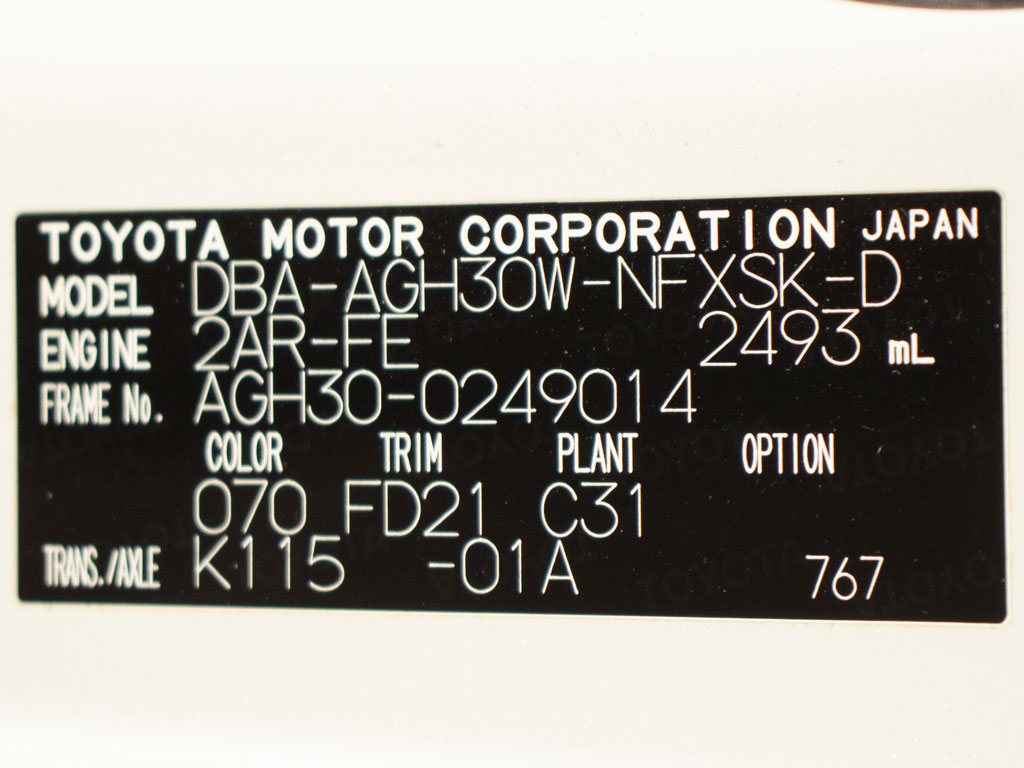 TOYOTA MOTOR CORPORATION JAPAN
MODEL DBA-AGH30W-NFXSK-D
ENGINE 2AR-FE 2493 mL
FRAME No. AGH30-0249014
COLOR TRIM PLANT OPTION
070 FD21 C31
TRANS./AXLE K115 -01A 767